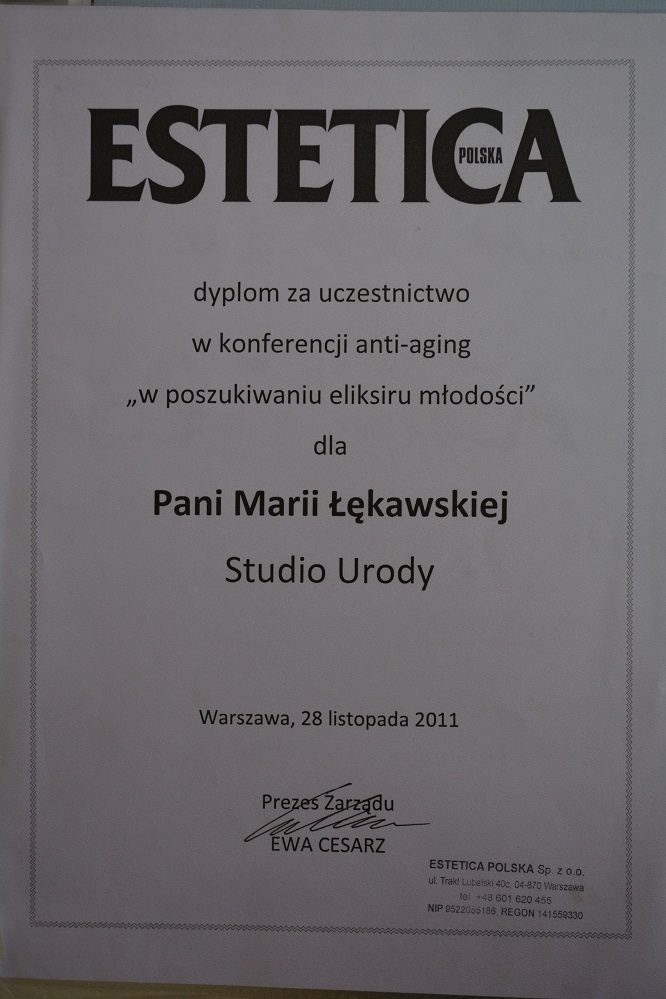 ESTETICA
POLSKA
dyplom za uczestnictwo
w konferencji anti-aging
„w poszukiwaniu eliksiru młodości”
dla
Pani Marii Łękawskiej
Studio Urody
Warszawa, 28 listopada 2011
Prezes Zarządu
EWA CESARZ
ESTETICA POLSKA Sp. z o.o.
ul. Trakt Lubelski 40c, 04-870 Warszawa
tel. +48 601 620 455
NIP 9522055188, REGON 141559330